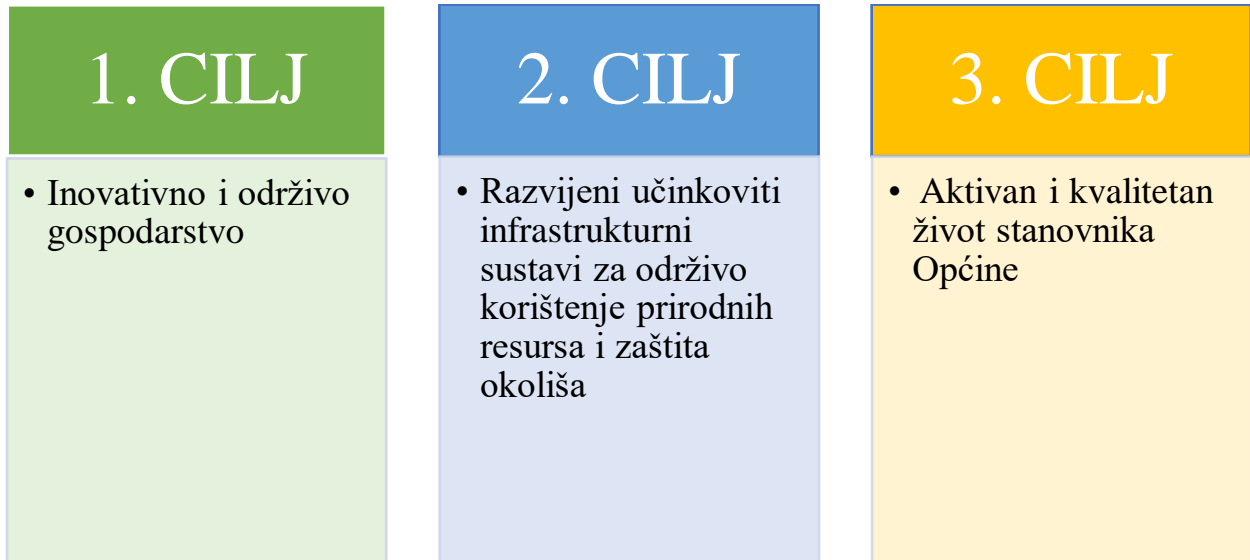 1. CILJ
• Inovativno i održivo
gospodarstvo
2. CILJ
• Razvijeni učinkoviti
infrastrukturni
sustavi za održivo
korištenje prirodnih
resursa i zaštita
okoliša
3. CILJ
• Aktivan i kvalitetan
život stanovnika
Općine